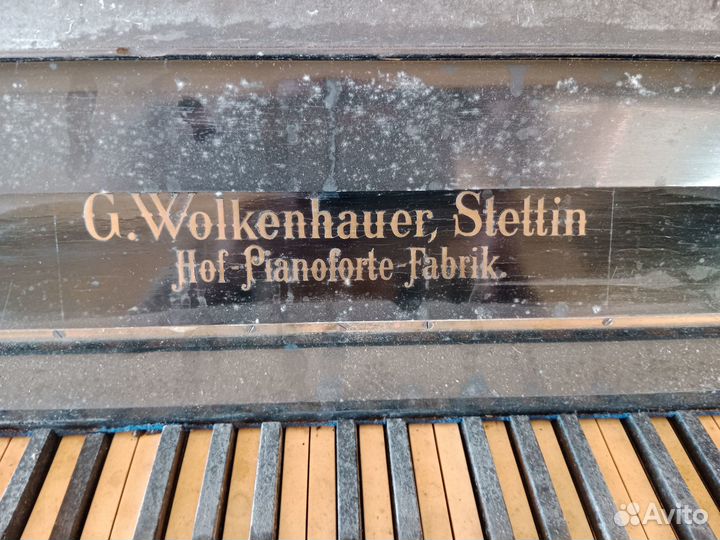 G. Wolkenhauer, Stettin
Hof-Pianoforte-Fabrik.
Avito